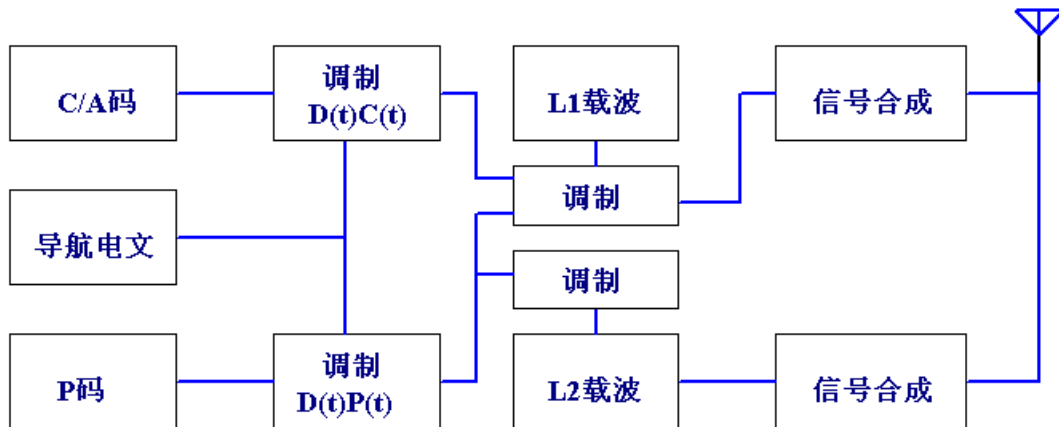 C/A码
调制
D(t)C(t)
L1载波
信号合成
调制
导航电文
调制
P码
调制
D(t)P(t)
L2载波
信号合成